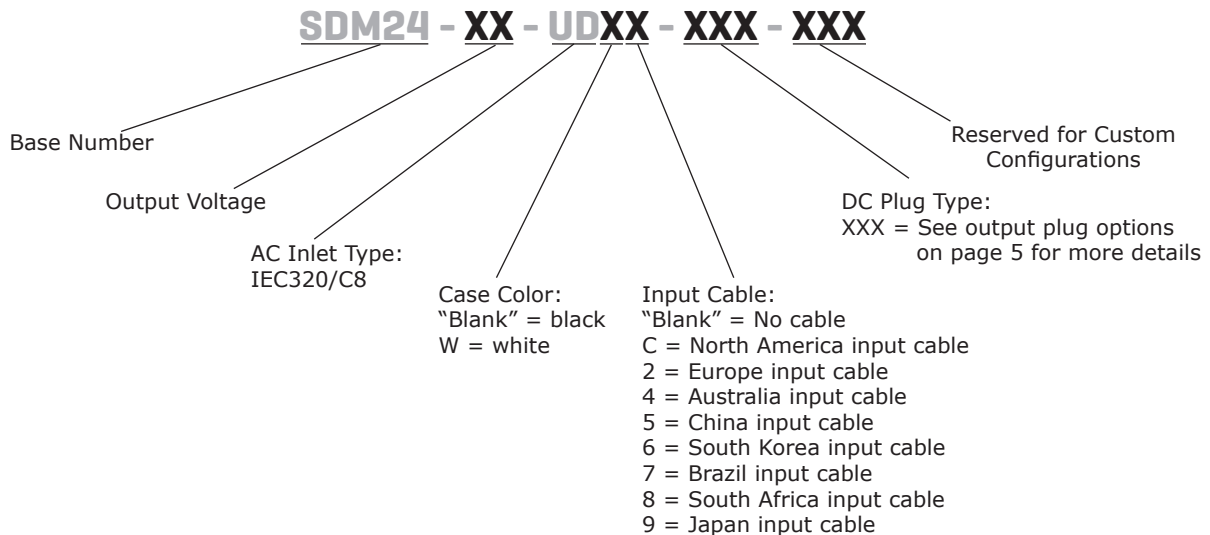 SDM24 - XX - UDXX - XXX - XXX
Base Number
Output Voltage
AC Inlet Type:
IEC320/C8
Case Color:
“Blank” = black
W = white
Input Cable:
“Blank” = No cable
C = North America input cable
2 = Europe input cable
4 = Australia input cable
5 = China input cable
6 = South Korea input cable
7 = Brazil input cable
8 = South Africa input cable
9 = Japan input cable
DC Plug Type:
XXX = See output plug options
on page 5 for more details
Reserved for Custom
Configurations